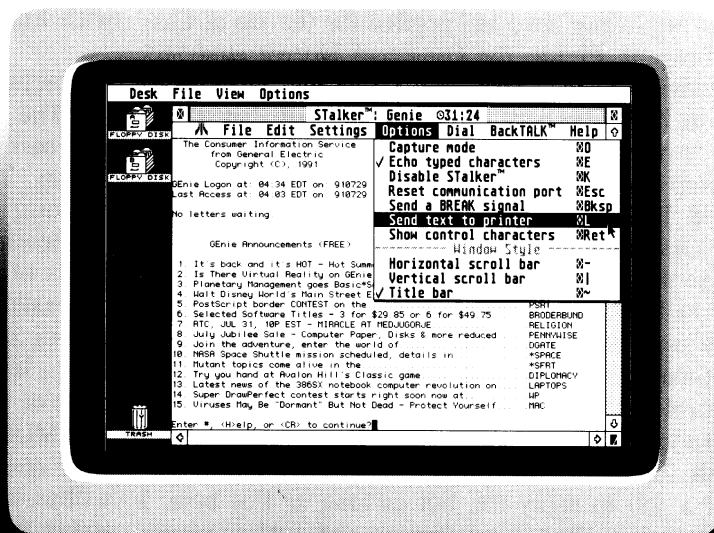 Desk File View Options
FLOPPY DISK
FLOPPY DISK
TRASH
STalker™: Genie ⊙31:24
File Edit Settings Options Dial BackTALK™ Help
Capture mode ⌘O
✓ Echo typed characters ⌘E
Disable STalker™ ⌘K
Reset communication port ⌘Esc
Send a BREAK signal ⌘Bksp
Send text to printer ⌘L
Show control characters ⌘Ret
Window Style
Horizontal scroll bar ⌘-
Vertical scroll bar ⌘|
✓ Title bar ⌘~
The Consumer Information Service
from General Electric
Copyright (C), 1991
GEnie Logon at: 04.34 EDT on: 910729
Last Access at: 04.03 EDT on: 910729
No letters waiting
GEnie Announcements (FREE)
1. It's back and it's HOT - Hot Summ
2. Is There Virtual Reality on GEnie
3. Planetary Management goes Basic*S
4. Walt Disney World's Main Street E
5. PostScript border CONTEST on the PSRT
6. Selected Software Titles - 3 for $29.85 or 6 for $49.75 BRODERBUND
7. RTC, JUL 31, 10P EST - MIRACLE AT MEDJUGORJE RELIGION
8. July Jubilee Sale - Computer Paper, Disks & more reduced PENNYWISE
9. Join the adventure, enter the world of DGATE
10. NASA Space Shuttle mission scheduled, details in *SPACE
11. Mutant topics come alive in the *SFRT
12. Try you hand at Avalon Hill's Classic game DIPLOMACY
13. Latest news of the 386SX notebook computer revolution on LAPTOPS
14. Super DrawPerfect contest starts right soon now at.. WP
15. Viruses May Be "Dormant" But Not Dead - Protect Yourself MAC
Enter #, <H>elp, or <CR> to continue?